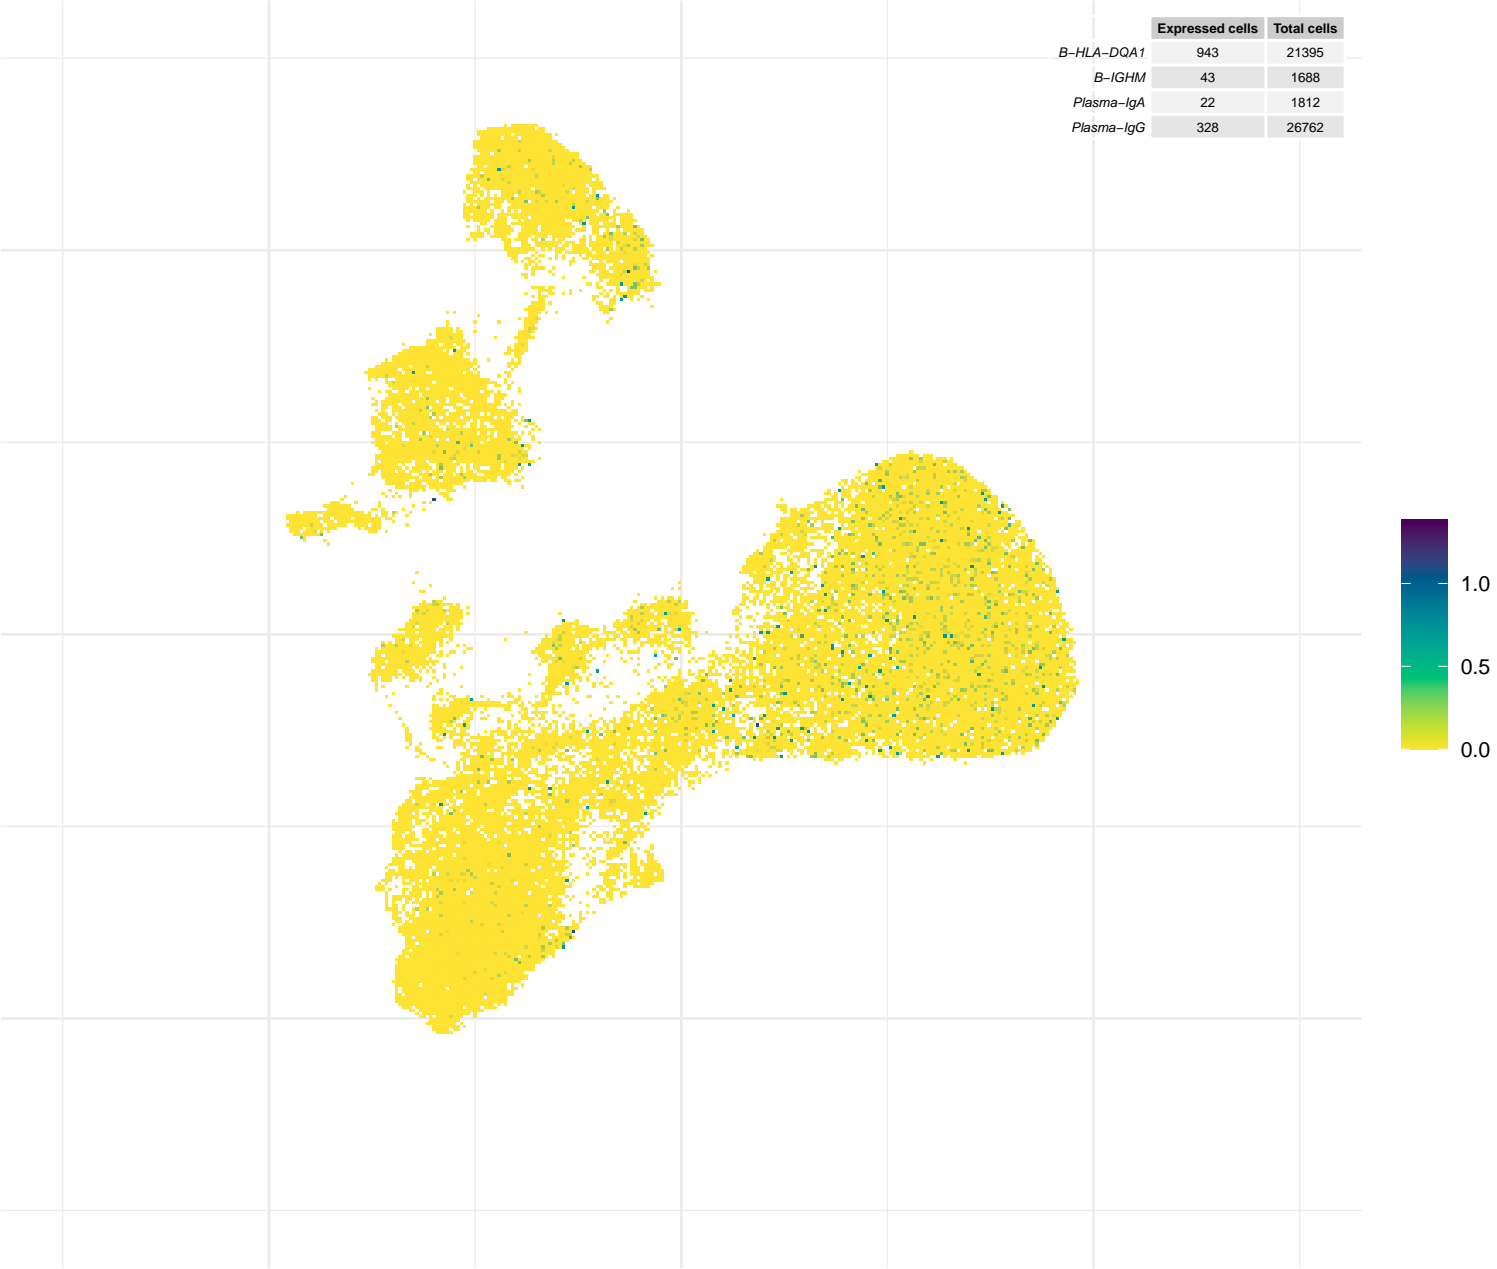 Expressed cells Total cells
B−HLA−DQA1 943 21395
B−IGHM 43 1688
Plasma−IgA 22 1812
Plasma−IgG 328 26762
1.0
0.5
0.0